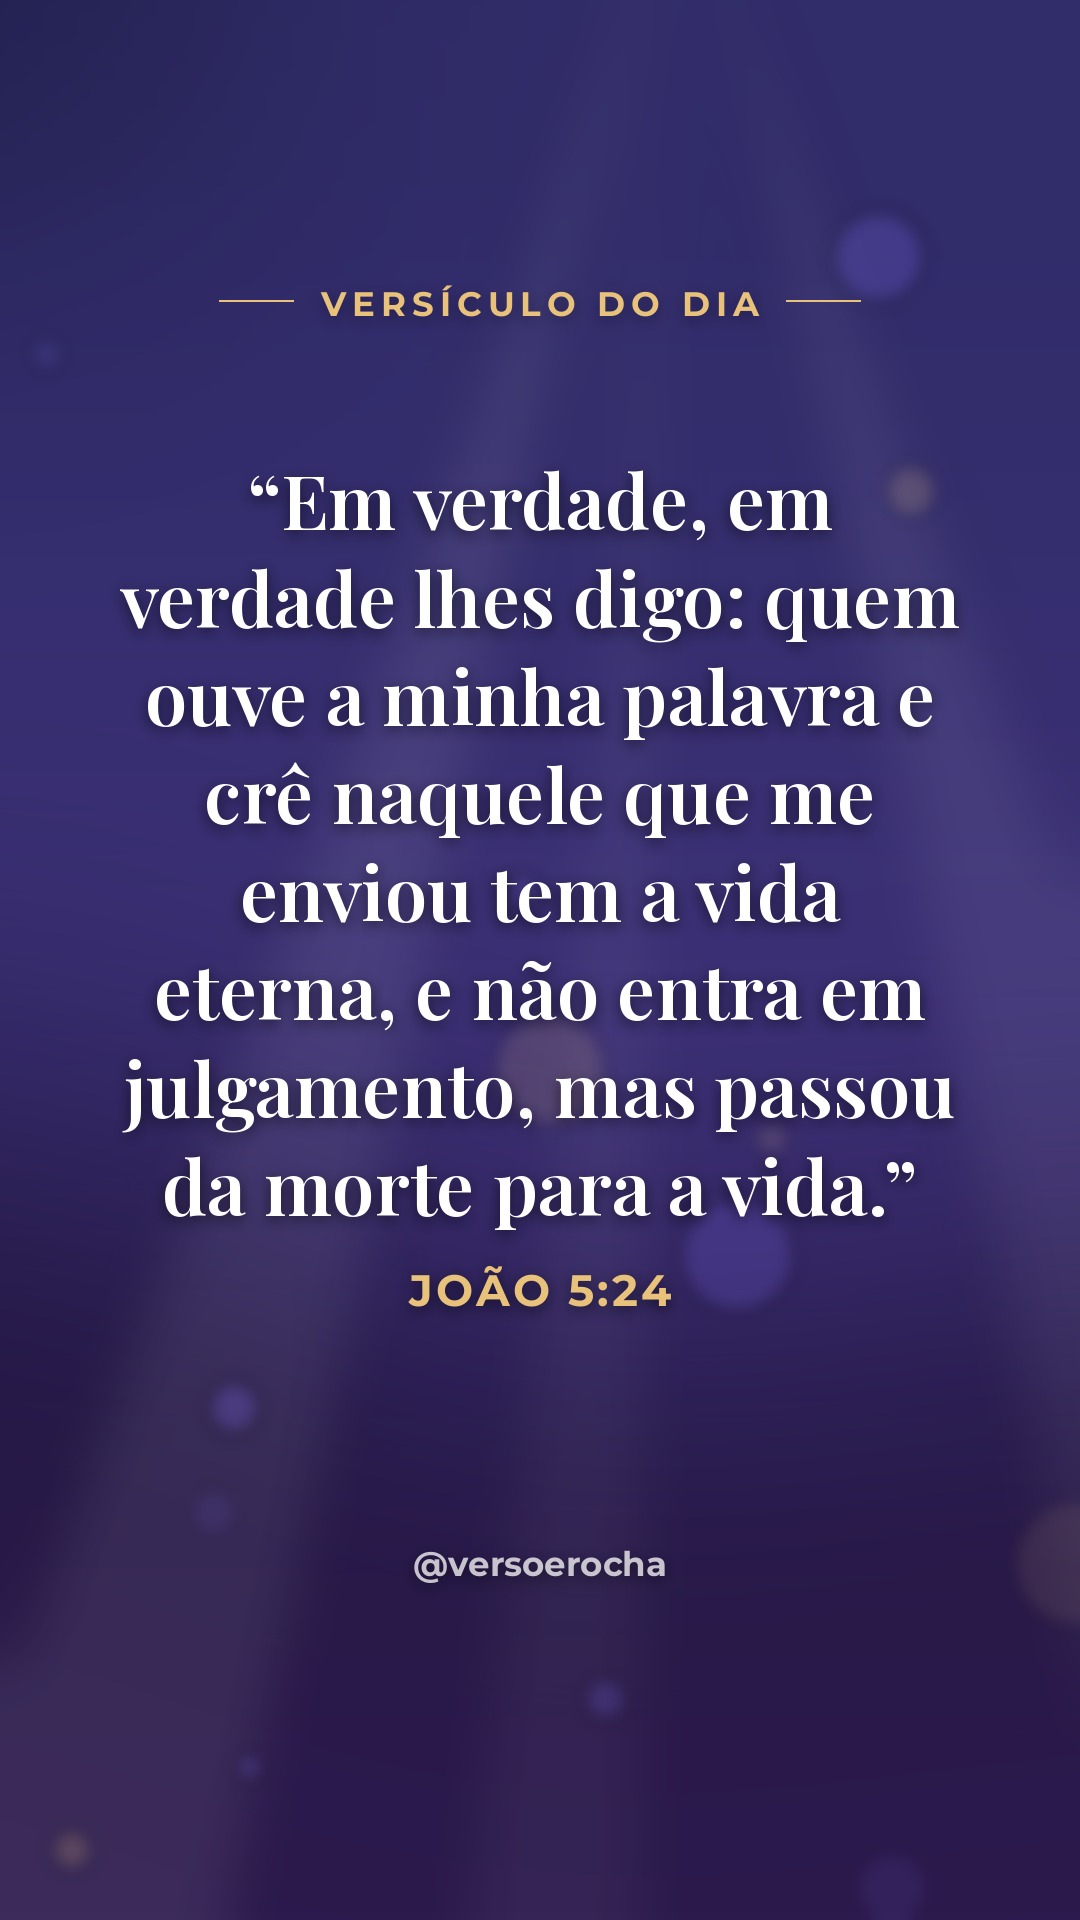 VERSÍCULO DO DIA
“Em verdade, em
verdade lhes digo: quem
ouve a minha palavra e
crê naquele que me
enviou tem a vida
eterna, e não entra em
julgamento, mas passou
da morte para a vida.”
JOÃO 5:24
@versoerocha